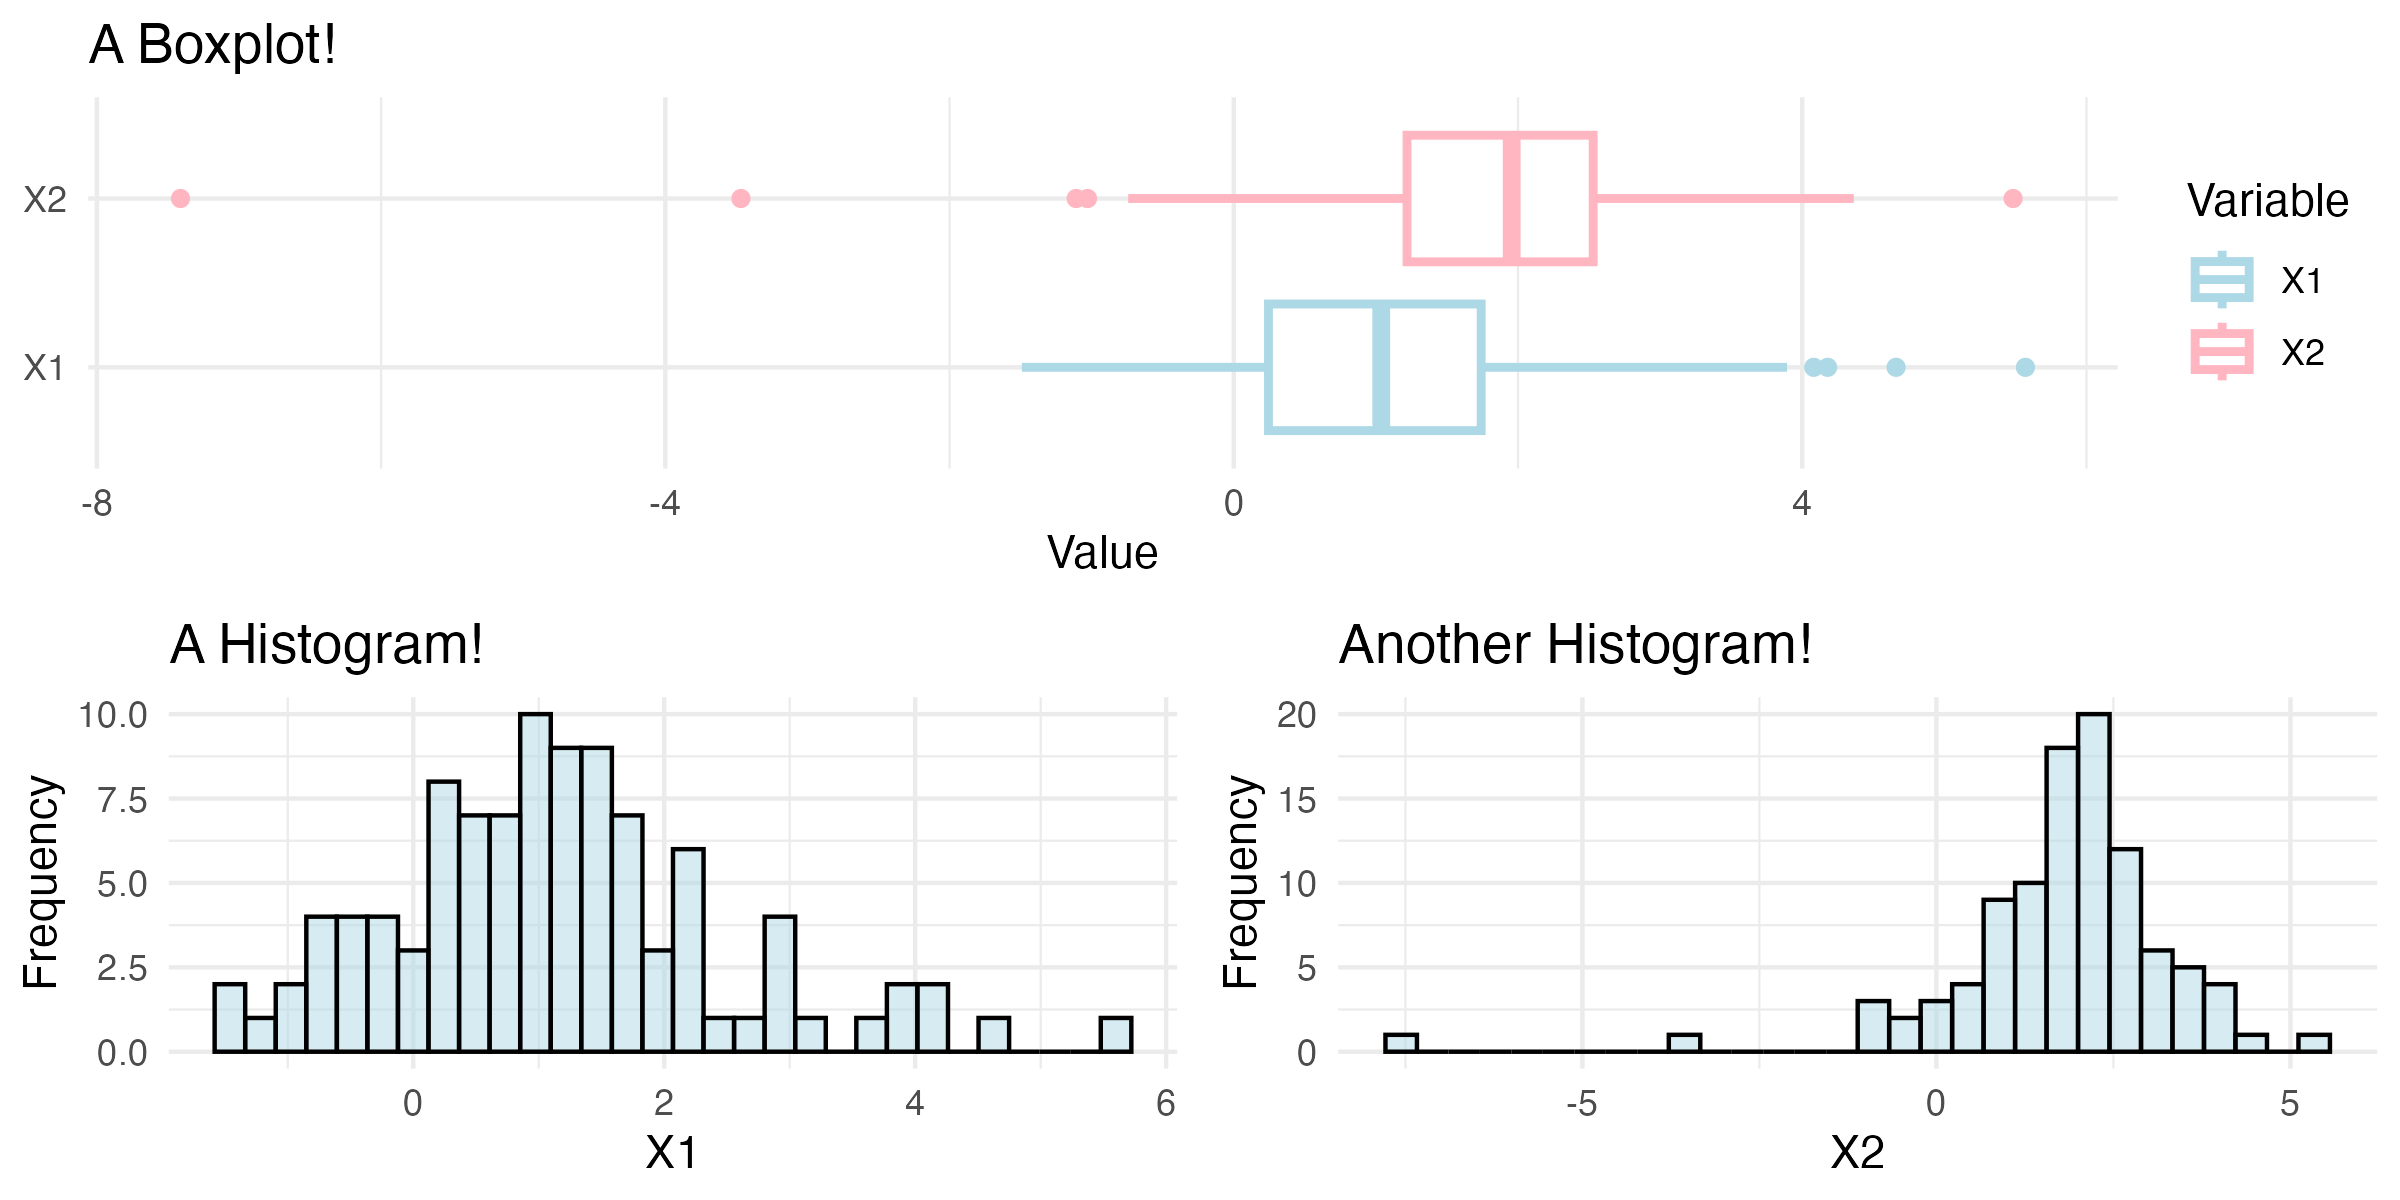 A Boxplot!
X2
X1
-8 -4 0 4
Value
Variable
X1
X2
A Histogram!
10.0
7.5
5.0
2.5
0.0
Frequency
0 2 4 6
X1
Another Histogram!
20
15
10
5
0
Frequency
-5 0 5
X2